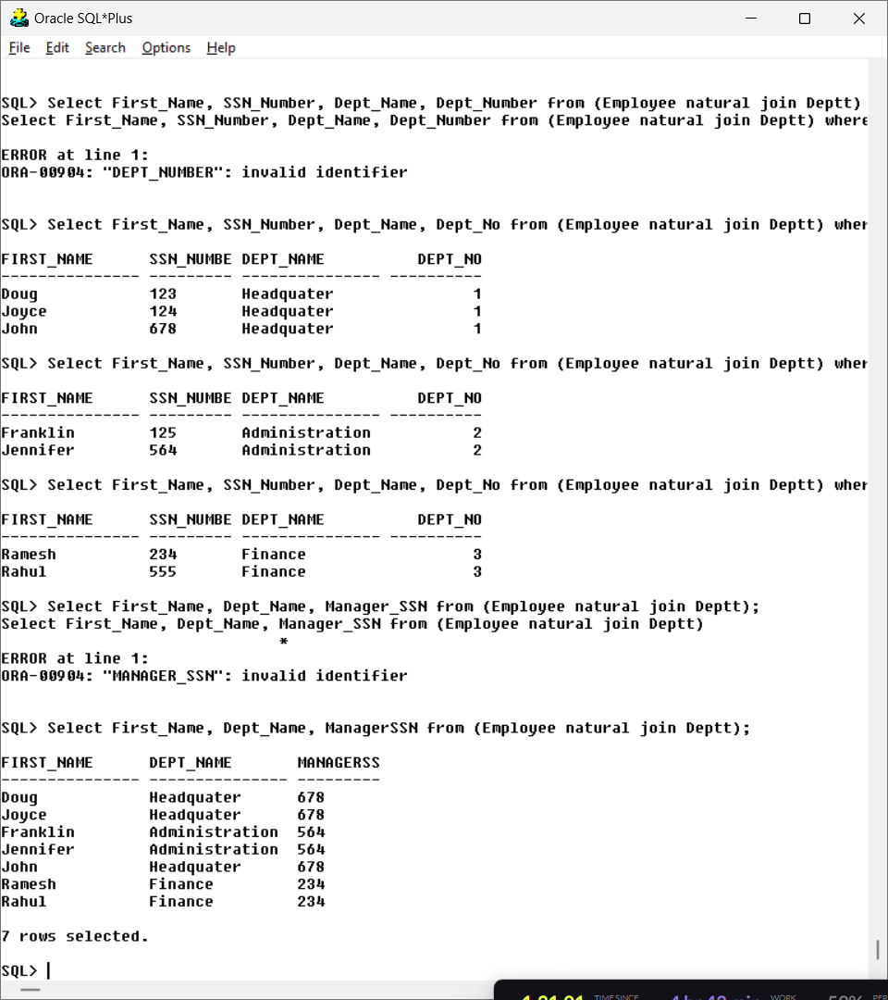 Oracle SQL*Plus
File Edit Search Options Help
SQL> Select First_Name, SSN_Number, Dept_Name, Dept_Number from (Employee natural join Deptt)
Select First_Name, SSN_Number, Dept_Name, Dept_Number from (Employee natural join Deptt) where
ERROR at line 1:
ORA-00904: "DEPT_NUMBER": invalid identifier
SQL> Select First_Name, SSN_Number, Dept_Name, Dept_No from (Employee natural join Deptt) wher
FIRST_NAME SSN_NUMBE DEPT_NAME DEPT_NO
--------------- --------- --------------- ----------
Doug 123 Headquater 1
Joyce 124 Headquater 1
John 678 Headquater 1
SQL> Select First_Name, SSN_Number, Dept_Name, Dept_No from (Employee natural join Deptt) wher
FIRST_NAME SSN_NUMBE DEPT_NAME DEPT_NO
--------------- --------- --------------- ----------
Franklin 125 Administration 2
Jennifer 564 Administration 2
SQL> Select First_Name, SSN_Number, Dept_Name, Dept_No from (Employee natural join Deptt) wher
FIRST_NAME SSN_NUMBE DEPT_NAME DEPT_NO
--------------- --------- --------------- ----------
Ramesh 234 Finance 3
Rahul 555 Finance 3
SQL> Select First_Name, Dept_Name, Manager_SSN from (Employee natural join Deptt);
Select First_Name, Dept_Name, Manager_SSN from (Employee natural join Deptt)
*
ERROR at line 1:
ORA-00904: "MANAGER_SSN": invalid identifier
SQL> Select First_Name, Dept_Name, ManagerSSN from (Employee natural join Deptt);
FIRST_NAME DEPT_NAME MANAGERSS
--------------- --------------- ---------
Doug Headquater 678
Joyce Headquater 678
Franklin Administration 564
Jennifer Administration 564
John Headquater 678
Ramesh Finance 234
Rahul Finance 234
7 rows selected.
SQL>
TIME SINCE WORK